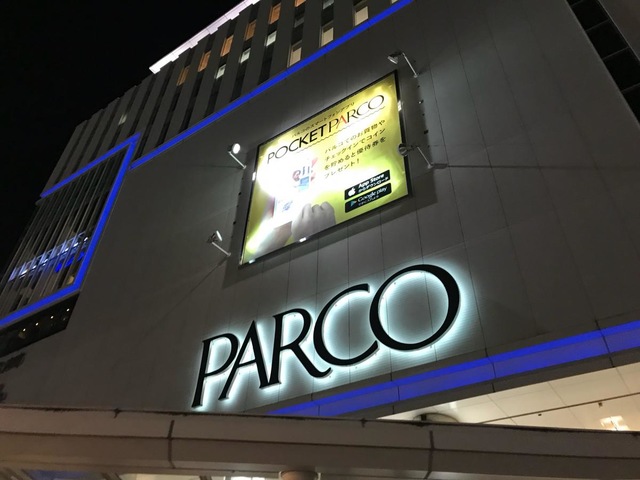 POCKET PARCO
パルコでのお買物や
チェックインでコイン
を貯めると優待券を
プレゼント!
App Store
Google play
PARCO